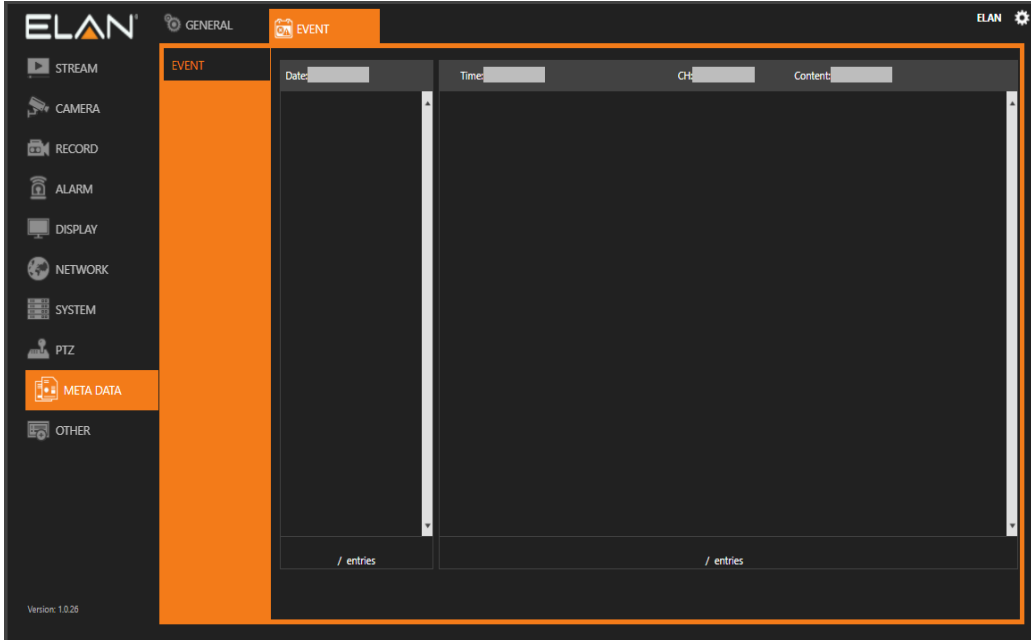 ELAN
GENERAL
EVENT
ELAN
STREAM
CAMERA
RECORD
ALARM
DISPLAY
NETWORK
SYSTEM
PTZ
META DATA
OTHER
Version: 1.0.26
EVENT
Date:
Time: CH: Content:
/ entries
/ entries